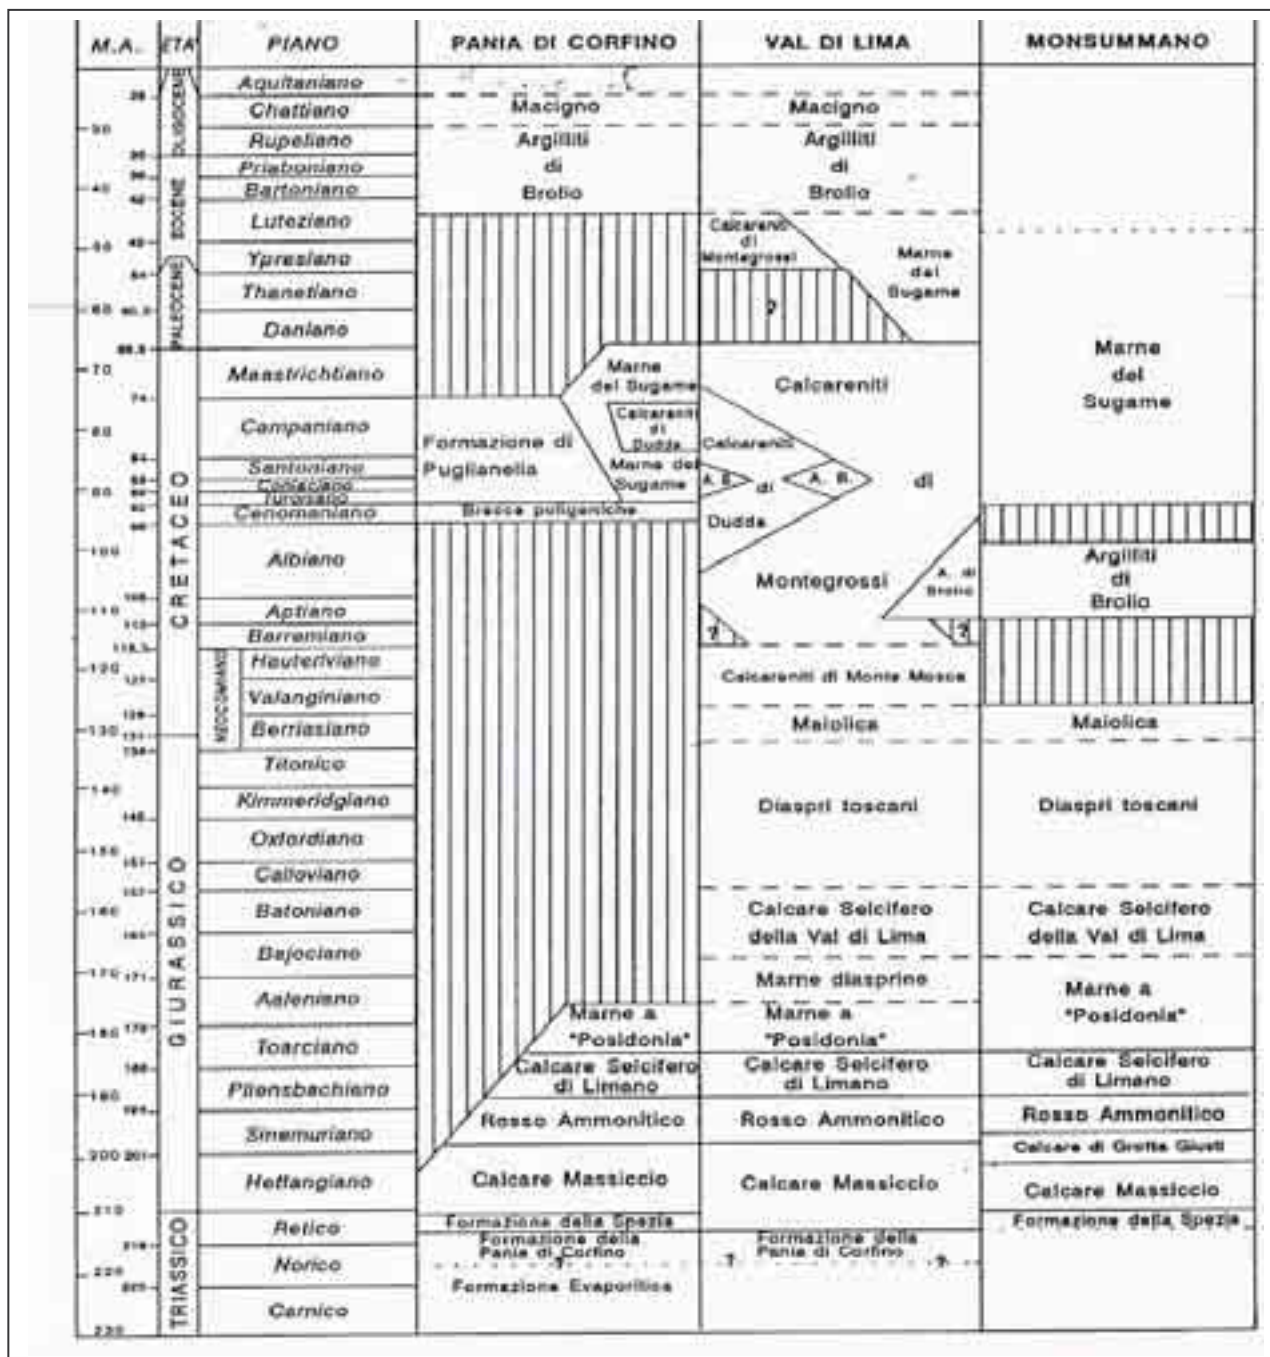 M.A. ETA' PIANO PANIA DI CORFINO VAL DI LIMA MONSUMMANO
OLIGOCENE
EOCENE
PALEOCENE
CRETACEO
NEOCOMIANO
GIURASSICO
TRIASSICO
Aquitaniano
Chattiano
Rupeliano
Priaboniano
Bartoniano
Luteziano
Ypresiano
Thanetiano
Daniano
Maastrichtiano
Campaniano
Santoniano
Coniaciano
Turoniano
Cenomaniano
Albiano
Aptiano
Barremiano
Hauteriviano
Valanginiano
Berriasiano
Titonico
Kimmeridgiano
Oxfordiano
Calloviano
Batoniano
Bajociano
Aaleniano
Toarciano
Pliensbachiano
Sinemuriano
Hettangiano
Retico
Norico
Carnico
Macigno
Argilliti
di
Brolio
Marne
del Sugame
Calcareniti
di
Dudda
Formazione di
Puglianella
Marne del
Sugame
Brecce poligeniche
Marne a
"Posidonia"
Calcare Selcifero
di Limano
Rosso Ammonitico
Calcare Massiccio
Formazione della Spezia
Formazione della
Pania di Corfino
?
Formazione Evaporitica
Macigno
Argilliti
di
Brolio
Calcareniti
di
Montegrossi
Marne
del
Sugame
?
Calcareniti
Calcareniti
A. B.
di
A. B.
di
Dudda
Montegrossi
A. di
Brolio
?
?
Calcareniti di Monte Mosca
Maiolica
Diaspri toscani
Calcare Selcifero
della Val di Lima
Marne diasprine
Marne a
"Posidonia"
Calcare Selcifero
di Limano
Rosso Ammonitico
Calcare Massiccio
Formazione della
Pania di Corfino
?
?
Marne
del
Sugame
Argilliti
di
Brolio
Maiolica
Diaspri toscani
Calcare Selcifero
della Val di Lima
Marne a
"Posidonia"
Calcare Selcifero
di Limano
Rosso Ammonitico
Calcare di Grotta Giusti
Calcare Massiccio
Formazione della Spezia